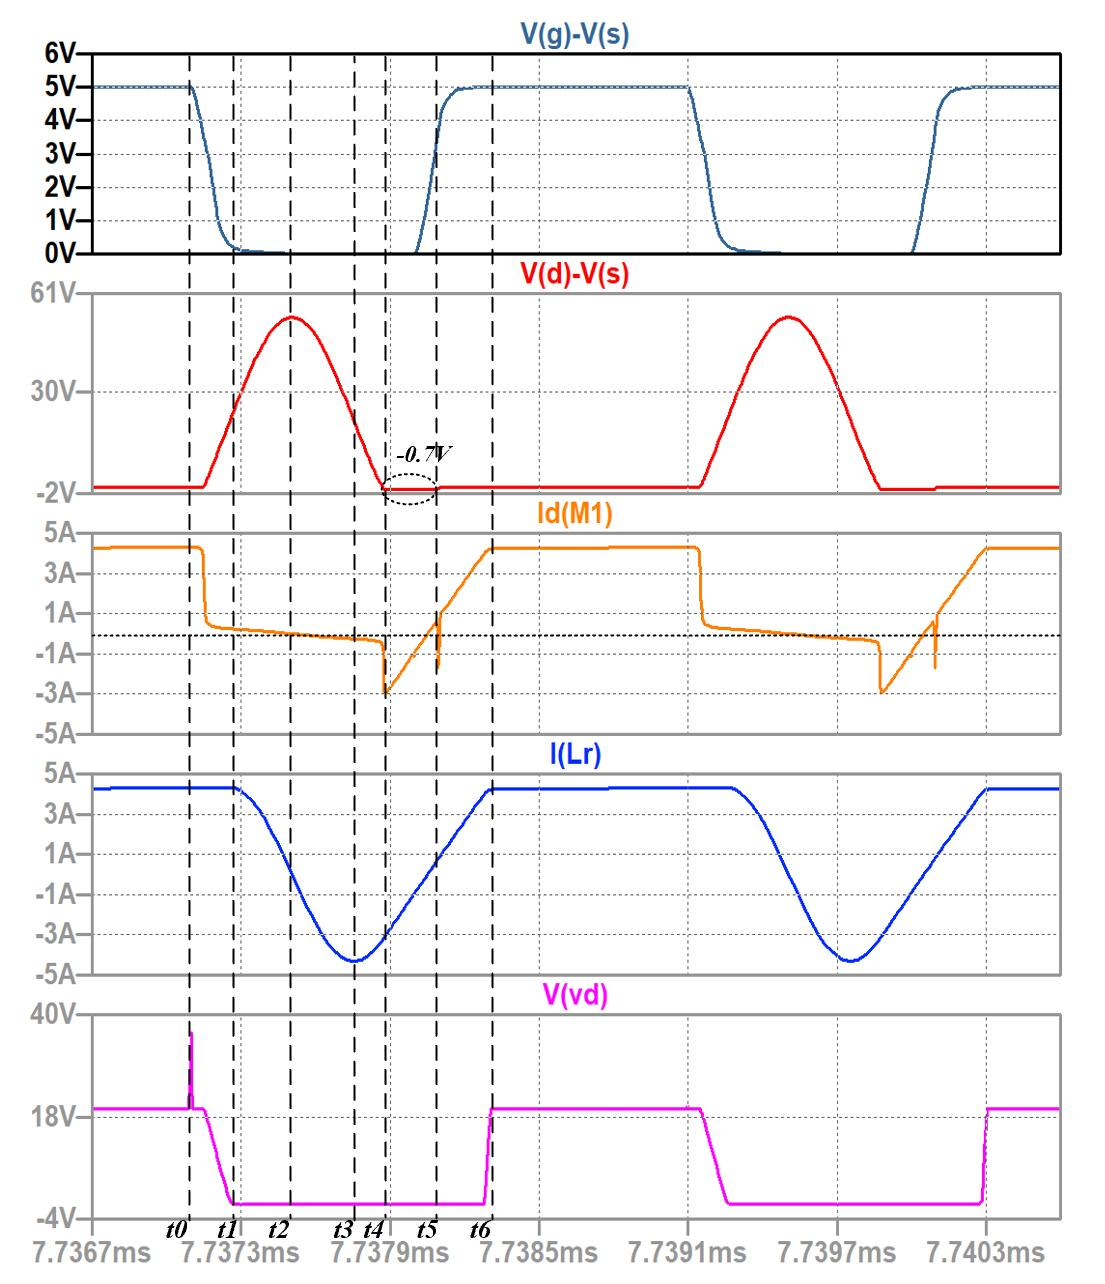 V(g)-V(s)
6V
5V
4V
3V
2V
1V
0V
V(d)-V(s)
61V
30V
-0.7V
-2V
Id(M1)
5A
3A
1A
-1A
-3A
-5A
I(Lr)
5A
3A
1A
-1A
-3A
-5A
V(vd)
40V
18V
-4V
t0 t1 t2 t3 t4 t5 t6
7.7367ms 7.7373ms 7.7379ms 7.7385ms 7.7391ms 7.7397ms 7.7403ms